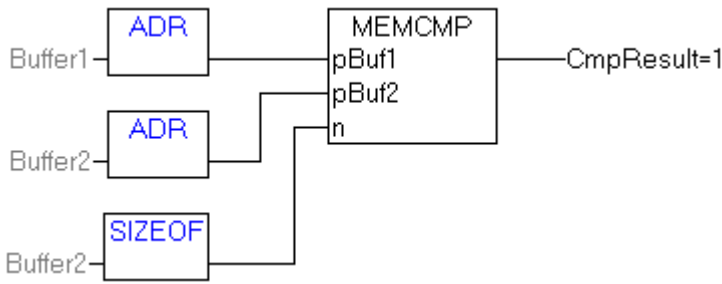 ADR
MEMCMP
Buffer1
pBuf1
CmpResult=1
pBuf2
ADR
n
Buffer2
SIZEOF
Buffer2